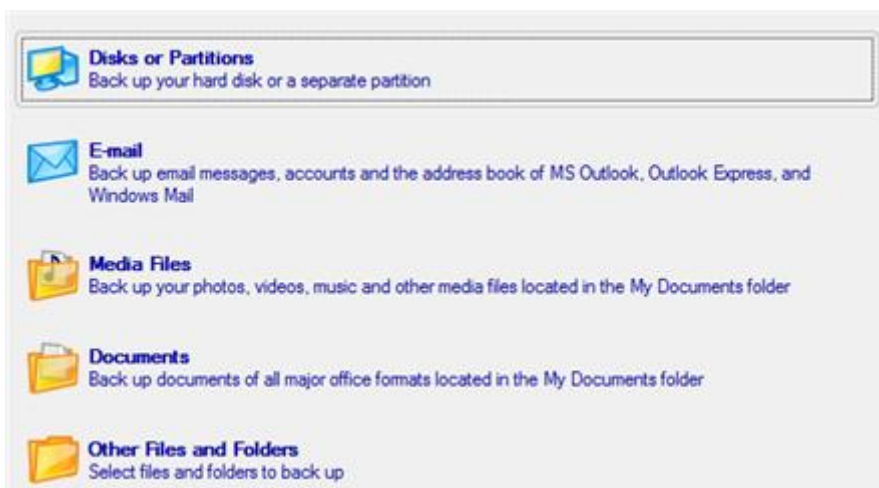 Disks or Partitions
Back up your hard disk or a separate partition
E-mail
Back up email messages, accounts and the address book of MS Outlook, Outlook Express, and
Windows Mail
Media Files
Back up your photos, videos, music and other media files located in the My Documents folder
Documents
Back up documents of all major office formats located in the My Documents folder
Other Files and Folders
Select files and folders to back up